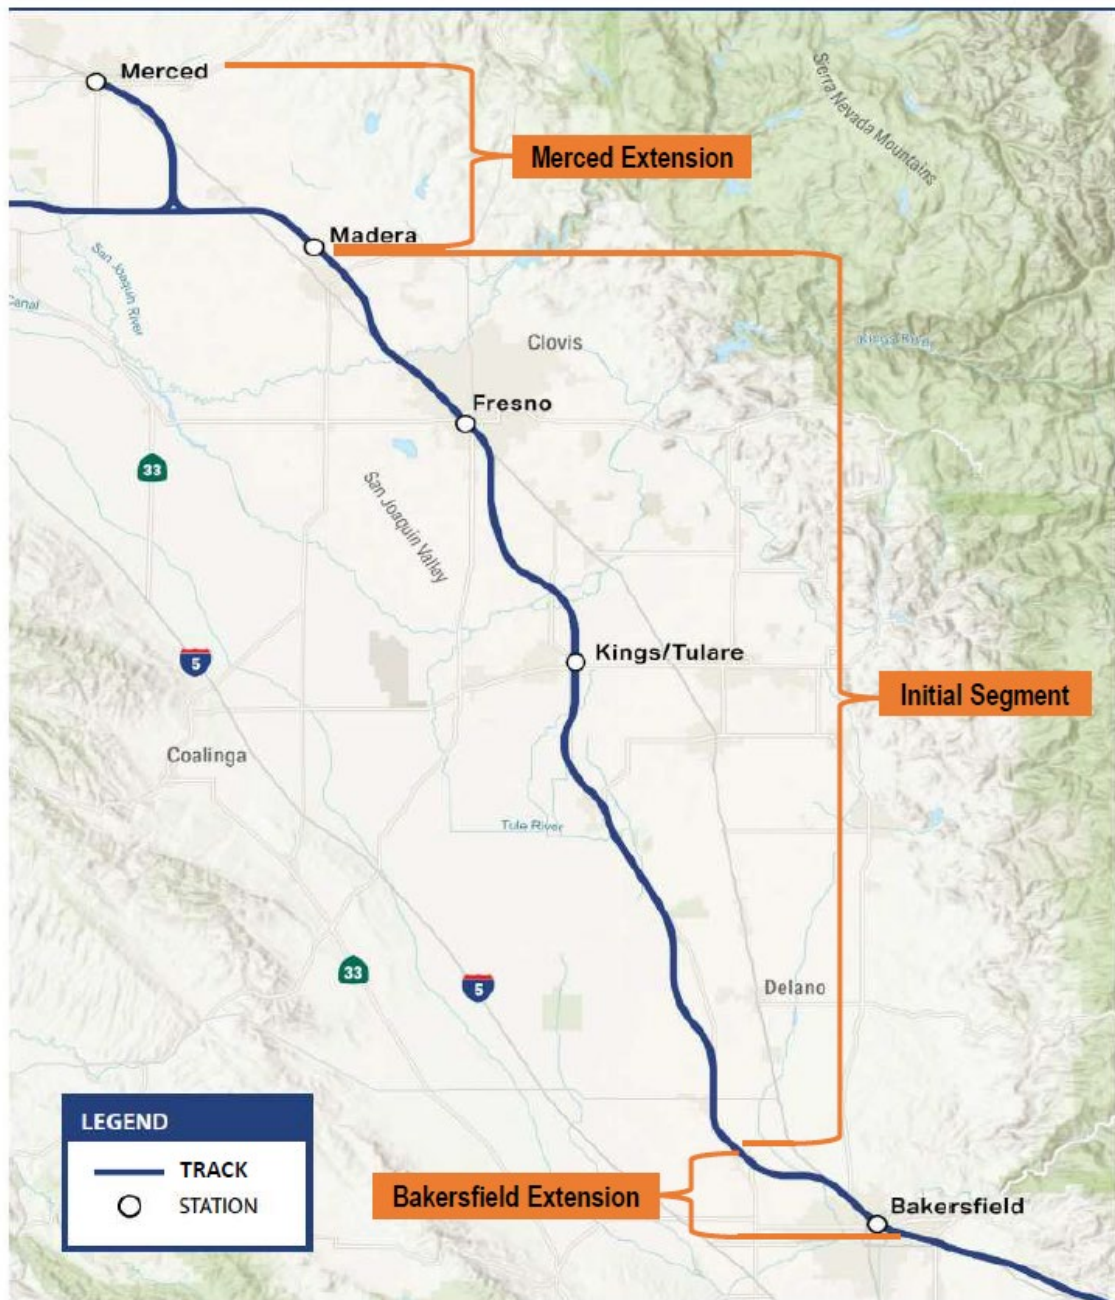 Merced
Merced Extension
Sierra Nevada Mountains
Madera
San Joaquin River
Canal
Clovis
Kings River
Fresno
33
San Joaquin Valley
5
Kings/Tulare
Initial Segment
Coalinga
Tule River
33
5
Delano
LEGEND
TRACK
STATION
Bakersfield Extension
Bakersfield